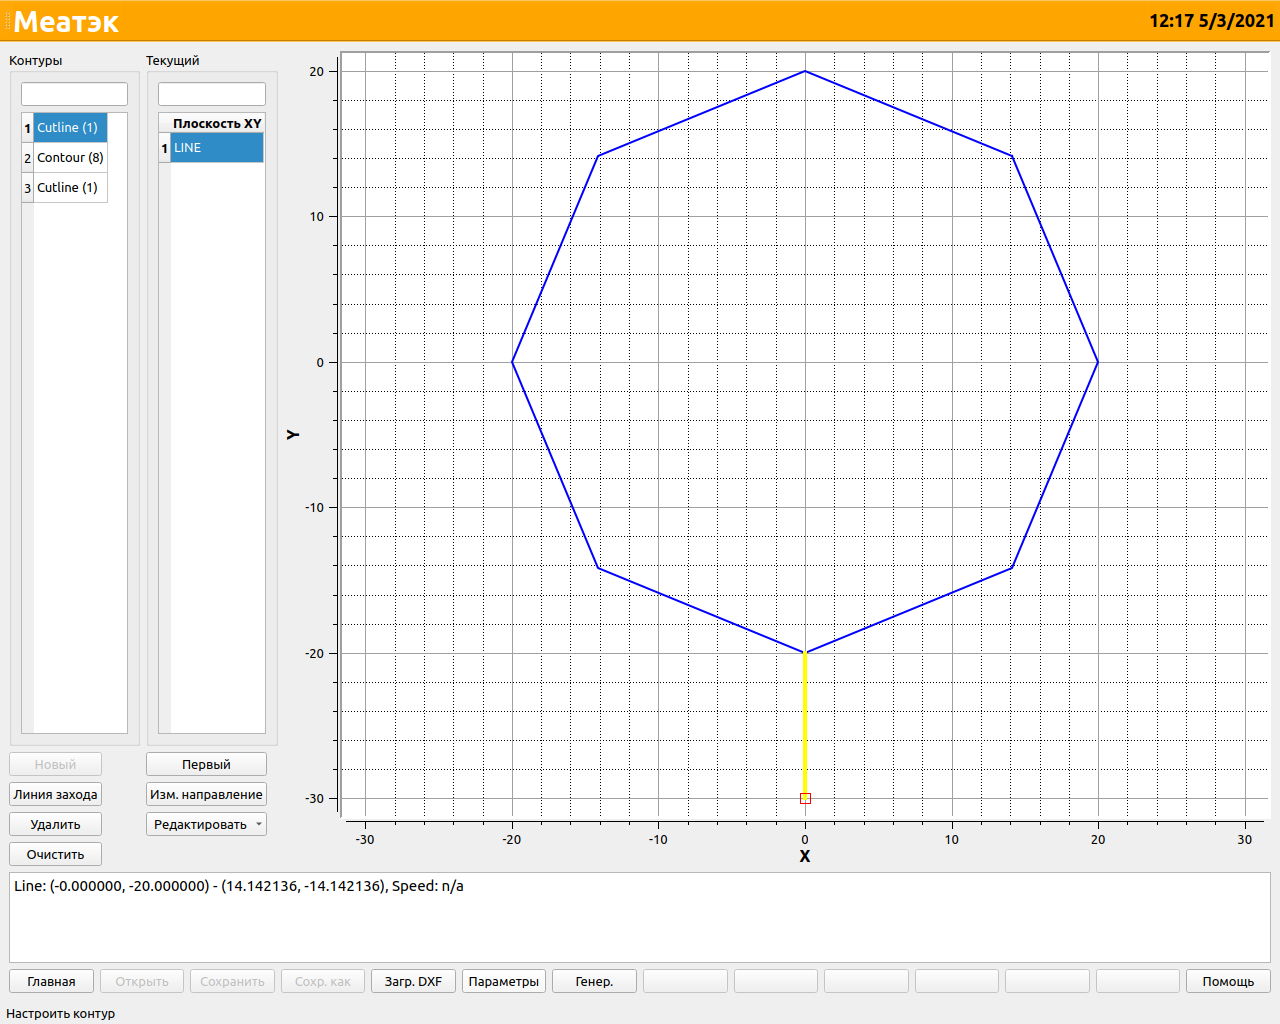 Меатэк
12:17 5/3/2021
Контуры
Текущий
Плоскость XY
1 Cutline (1)
2 Contour (8)
3 Cutline (1)
1 LINE
Новый
Первый
Линия захода
Изм. направление
Удалить
Редактировать
Очистить
20
10
0
-10
-20
-30
Y
-30 -20 -10 0 10 20 30
X
Line: (-0.000000, -20.000000) - (14.142136, -14.142136), Speed: n/a
Главная
Открыть
Сохранить
Сохр. как
Загр. DXF
Параметры
Генер.
Помощь
Настроить контур